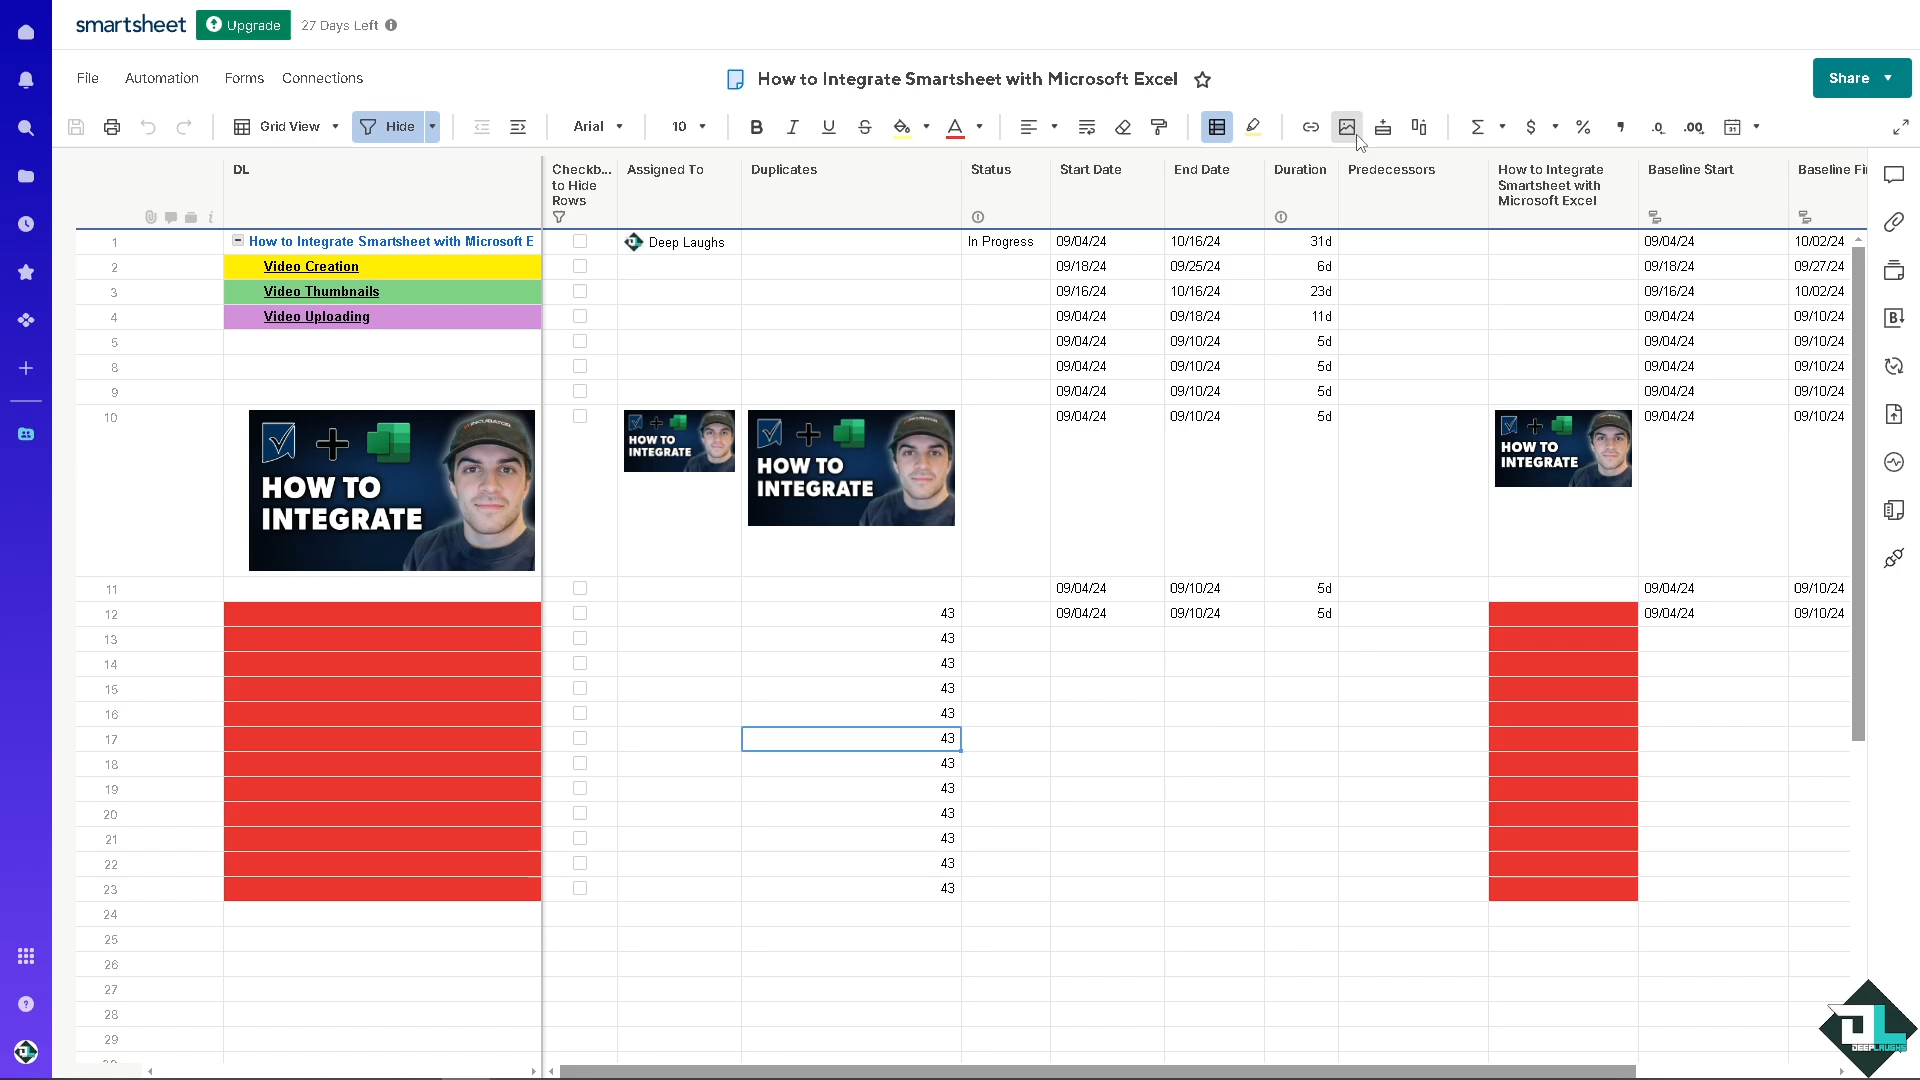 smartsheet Upgrade 27 Days Left
File Automation Forms Connections How to Integrate Smartsheet with Microsoft Excel Share
Grid View Hide Arial 10 B I U S A Σ $ % .0 .00 31
DL Checkb... Assigned To Duplicates Status Start Date End Date Duration Predecessors How to Integrate Baseline Start Baseline Fi
to Hide Smartsheet with
Rows Microsoft Excel
1 How to Integrate Smartsheet with Microsoft E Deep Laughs In Progress 09/04/24 10/16/24 31d 09/04/24 10/02/24
2 Video Creation 09/18/24 09/25/24 6d 09/18/24 09/27/24
3 Video Thumbnails 09/16/24 10/16/24 23d 09/16/24 10/02/24
4 Video Uploading 09/04/24 09/18/24 11d 09/04/24 09/10/24
5 09/04/24 09/10/24 5d 09/04/24 09/10/24
8 09/04/24 09/10/24 5d 09/04/24 09/10/24
9 09/04/24 09/10/24 5d 09/04/24 09/10/24
10 09/04/24 09/10/24 5d 09/04/24 09/10/24
HOW TO HOW TO HOW TO HOW TO
INTEGRATE INTEGRATE INTEGRATE INTEGRATE
11 09/04/24 09/10/24 5d 09/04/24 09/10/24
12 43 09/04/24 09/10/24 5d 09/04/24 09/10/24
13 43
14 43
15 43
16 43
17 43
18 43
19 43
20 43
21 43
22 43
23 43
24
25
26
27
28
29
DL
DEEPLAUGHS